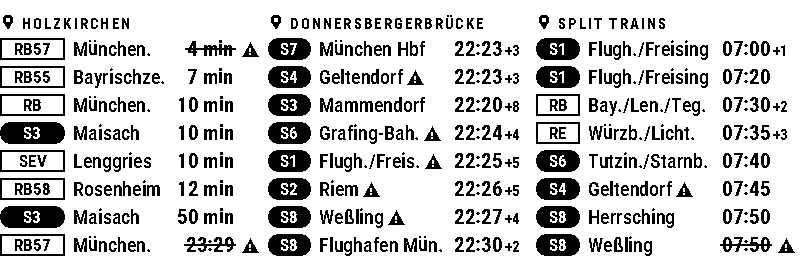 HOLZKIRCHEN
RB57 München. 4 min
RB55 Bayrischze. 7 min
RB München. 10 min
S3 Maisach 10 min
SEV Lenggries 10 min
RB58 Rosenheim 12 min
S3 Maisach 50 min
RB57 München. 23:29
DONNERSBERGERBRÜCKE
S7 München Hbf 22:23+3
S4 Geltendorf 22:23+3
S3 Mammendorf 22:20+8
S6 Grafing-Bah. 22:24+4
S1 Flugh./Freis. 22:25+5
S2 Riem 22:26+5
S8 Weßling 22:27+4
S8 Flughafen Mün. 22:30+2
SPLIT TRAINS
S1 Flugh./Freising 07:00+1
S1 Flugh./Freising 07:20
RB Bay./Len./Teg. 07:30+2
RE Würzb./Licht. 07:35+3
S6 Tutzin./Starnb. 07:40
S4 Geltendorf 07:45
S8 Herrsching 07:50
S8 Weßling 07:50